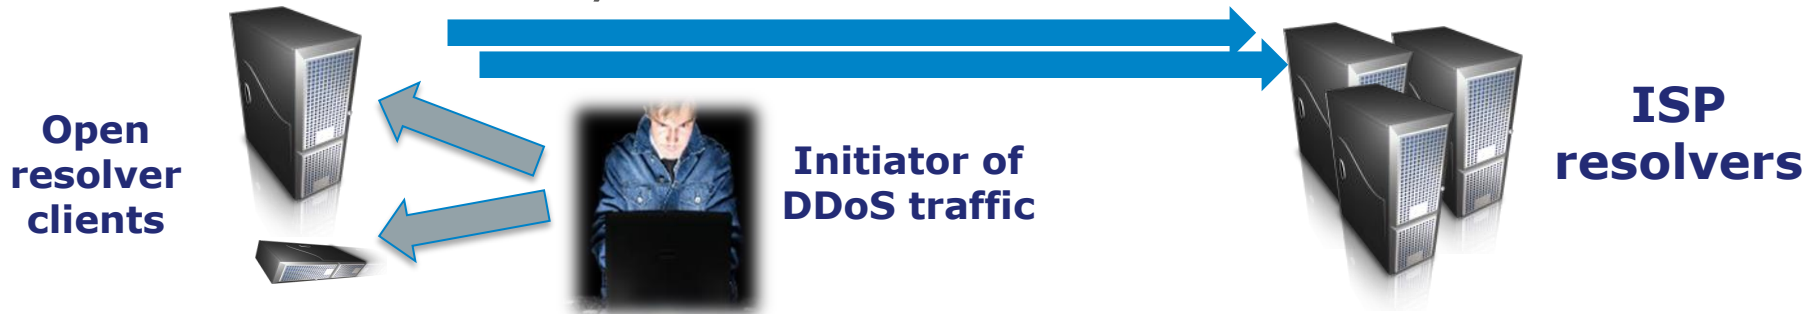 Open
resolver
clients
Initiator of
DDoS traffic
ISP
resolvers